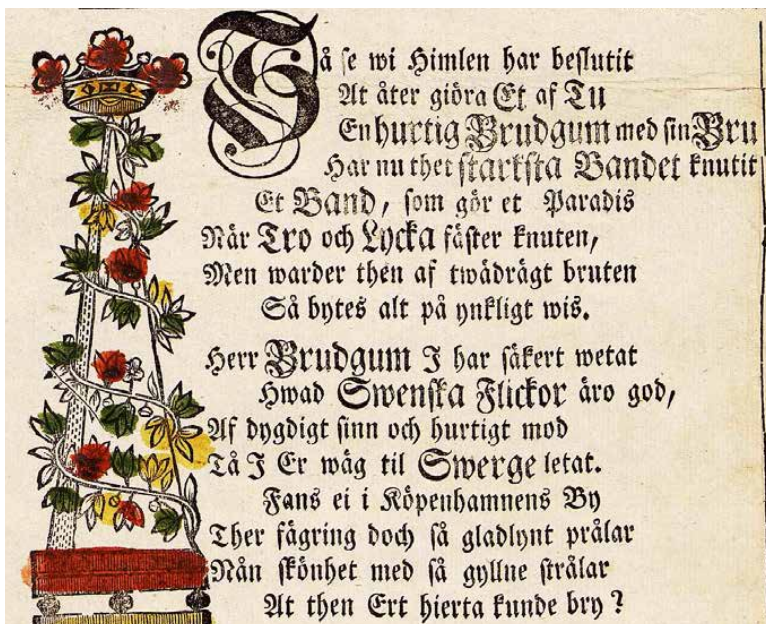 Så se wi Himlen har beslutit
At åter giöra Et af Tu
En hurtig Brudgum med sin Bru
Har nu thet starksta Bandet knutit
Et Band, som gör et Paradis
När Tro och Lycka fäster knuten,
Men warder then af twädrägt bruten
Så bytes alt på ynkligt wis.
Herr Brudgum I har säkert wetat
Hwad Swenska Flickor äro god,
Af dygdigt sinn och hurtigt mod
Tå I Er wäg til Swerge letat.
Fans ei i Köpenhamnens By
Ther fägring doch så gladlynt prålar
Nån skönhet med så gyllne strålar
At then Ert hierta kunde bry?